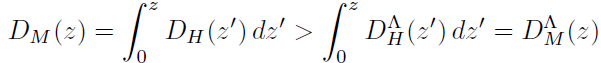 $D_M(z) = \int_0^z D_H(z')\,dz' > \int_0^z D_H^\Lambda(z')\,dz' = D_M^\Lambda(z)$